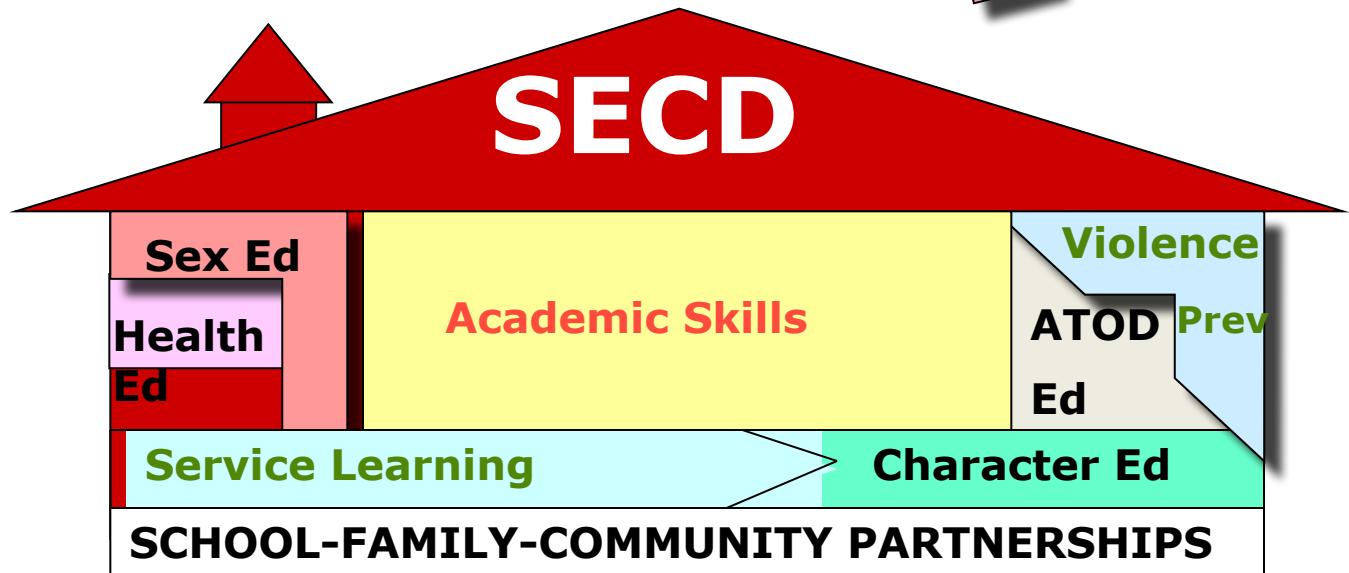 SECD
Sex Ed
Health
Ed
Academic Skills
Violence
Prev
ATOD
Ed
Service Learning
Character Ed
SCHOOL-FAMILY-COMMUNITY PARTNERSHIPS